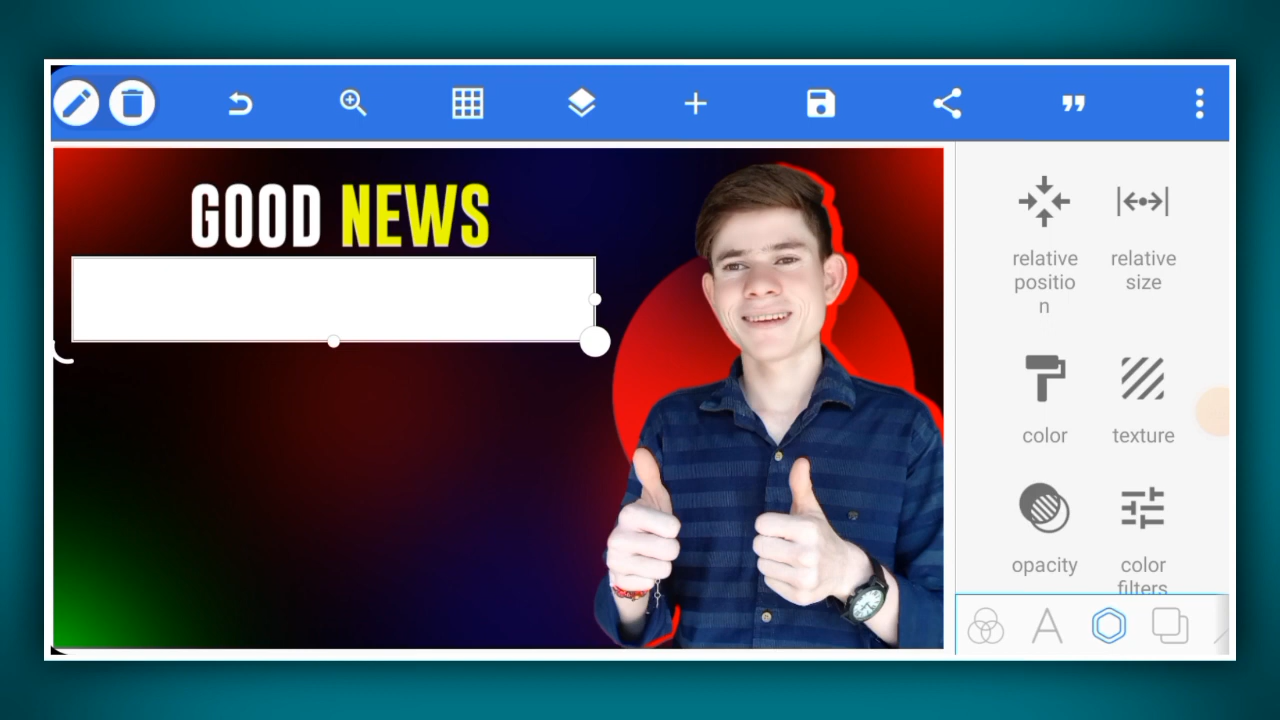 GOOD NEWS
relative
positio
n
relative
size
color
texture
opacity
color
filters